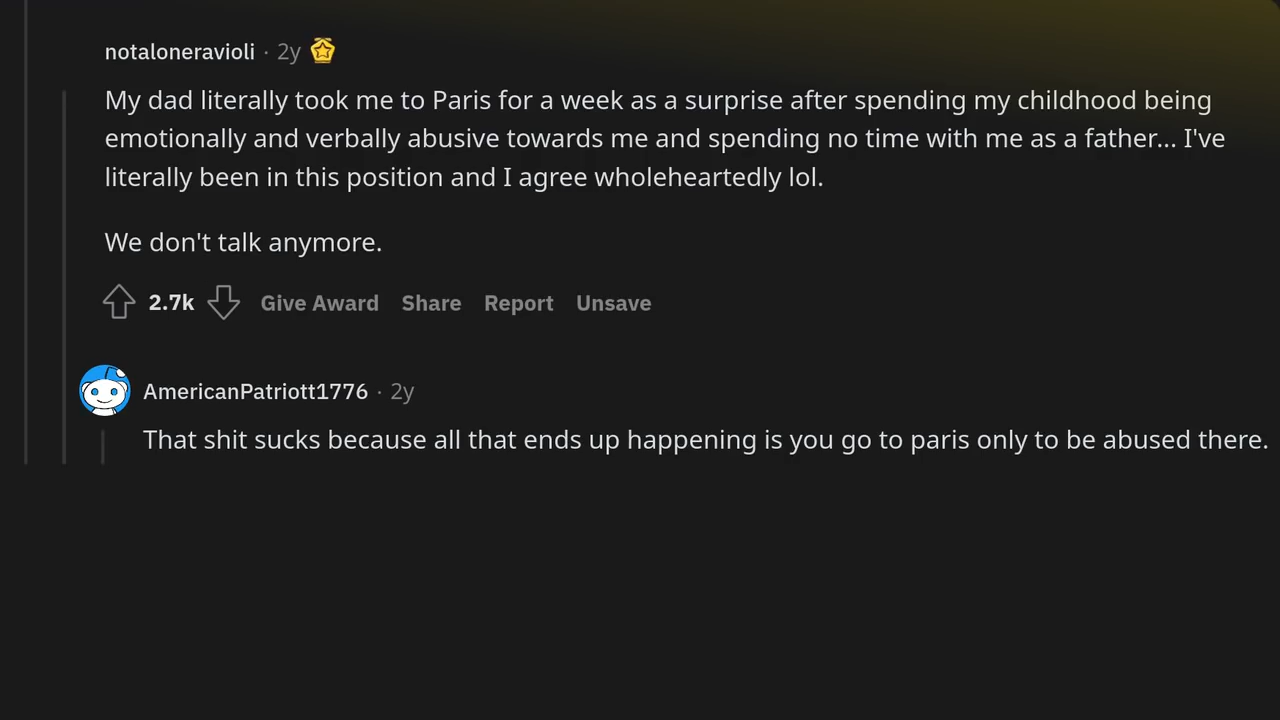 notaloneravioli · 2y
My dad literally took me to Paris for a week as a surprise after spending my childhood being
emotionally and verbally abusive towards me and spending no time with me as a father... I've
literally been in this position and I agree wholeheartedly lol.
We don't talk anymore.
2.7k Give Award Share Report Unsave
AmericanPatriott1776 · 2y
That shit sucks because all that ends up happening is you go to paris only to be abused there.